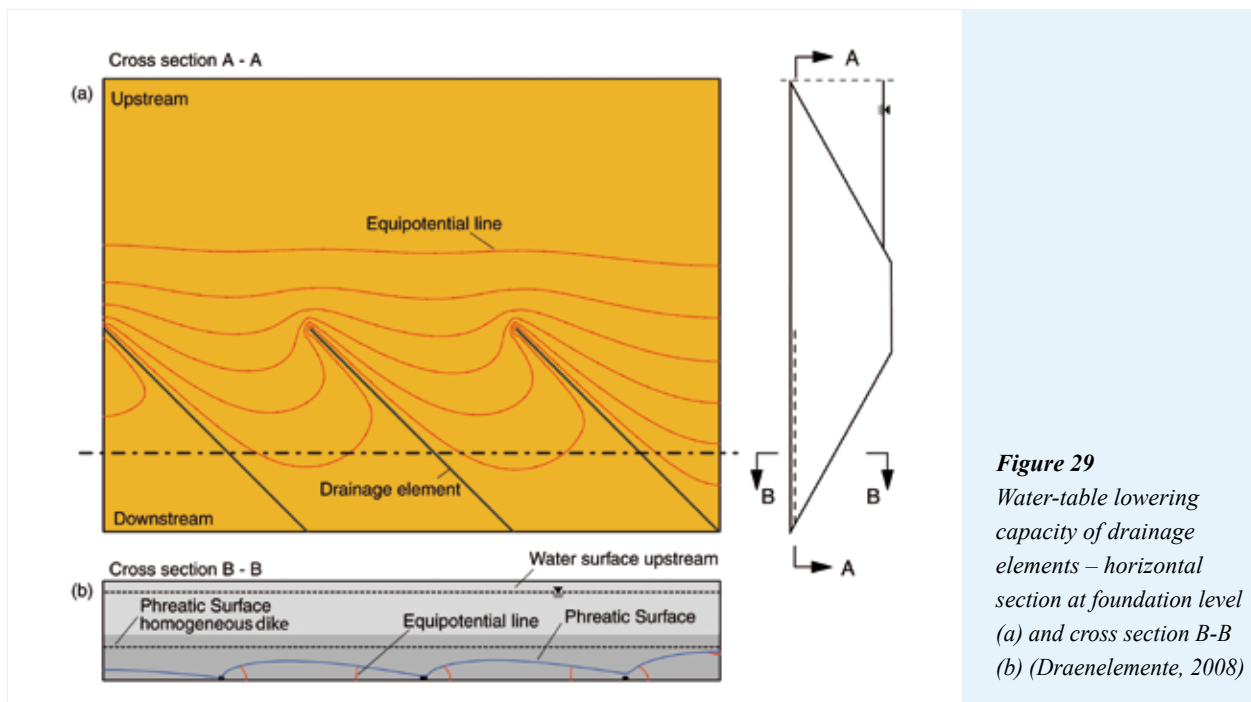 Cross section A - A
(a)
Upstream
Equipotential line
Drainage element
Downstream
A
B
B
A
Cross section B - B
(b)
Water surface upstream
Phreatic Surface
homogeneous dike
Equipotential line
Phreatic Surface
Figure 29
Water-table lowering
capacity of drainage
elements – horizontal
section at foundation level
(a) and cross section B-B
(b) (Draenelemente, 2008)